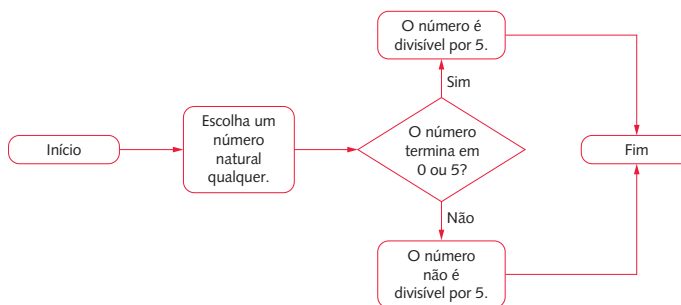 Início
Escolha um
número
natural
qualquer.
O número
termina em
0 ou 5?
Sim
O número é
divisível por 5.
Não
O número
não é
divisível por 5.
Fim